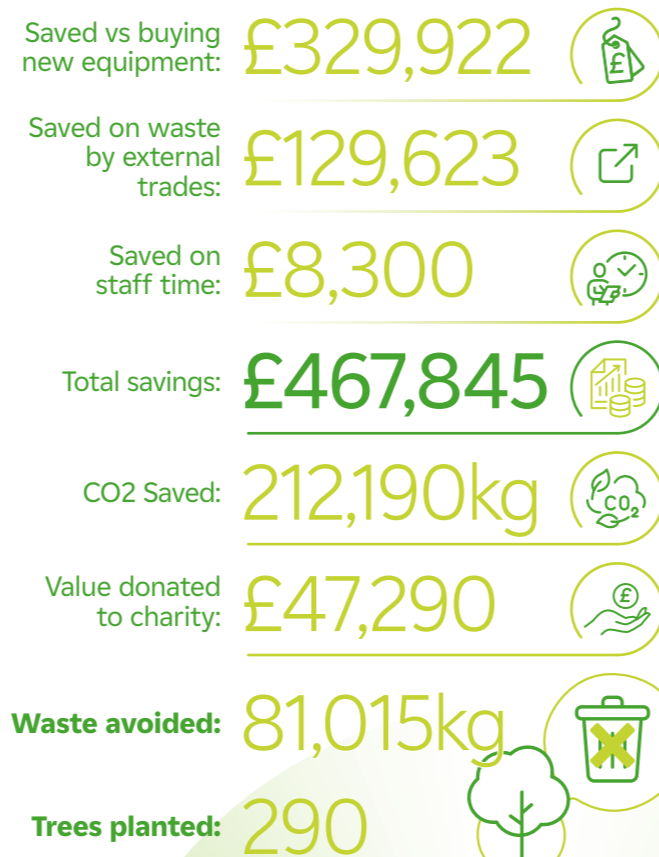 Saved vs buying
new equipment:
£329,922
£
Saved on waste
by external
trades:
£129,623
Saved on
staff time:
£8,300
Total savings:
£467,845
CO2 Saved:
212,190kg
CO₂
Value donated
to charity:
£47,290
£
Waste avoided:
81,015kg
Trees planted:
290